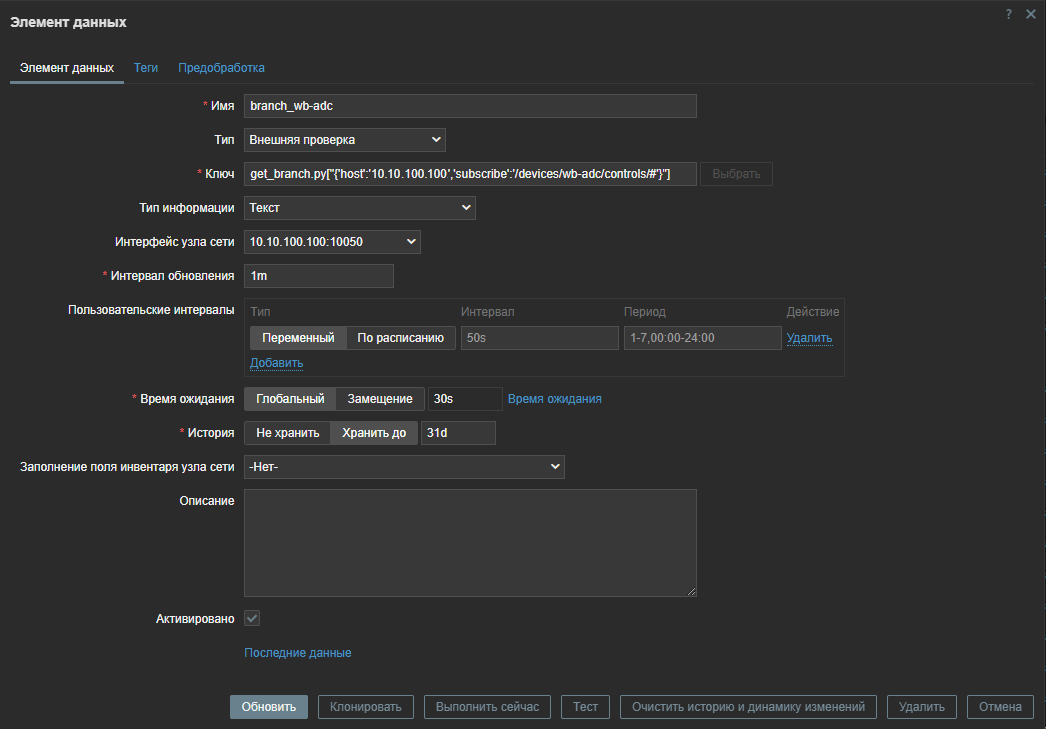 Элемент данных ?
Элемент данных Теги Предобработка
* Имя branch_wb-adc
Тип Внешняя проверка
* Ключ get_branch.py["{'host':'10.10.100.100','subscribe':'/devices/wb-adc/controls/#'}"] Выбрать
Тип информации Текст
Интерфейс узла сети 10.10.100.100:10050
* Интервал обновления 1m
Пользовательские интервалы Тип Интервал Период Действие
Переменный По расписанию 50s 1-7,00:00-24:00 Удалить
Добавить
* Время ожидания Глобальный Замещение 30s Время ожидания
* История Не хранить Хранить до 31d
Заполнение поля инвентаря узла сети -Нет-
Описание
Активировано
Последние данные
Обновить Клонировать Выполнить сейчас Тест Очистить историю и динамику изменений Удалить Отмена